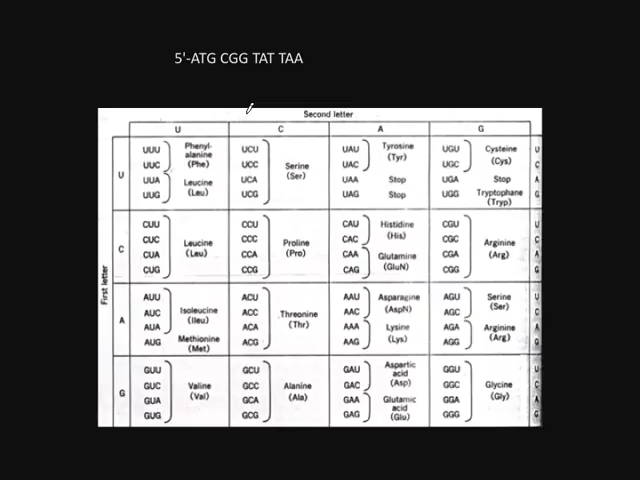 5'-ATG CGG TAT TAA
Second letter
U C A G
First letter
U
UUU UUC Phenyl-alanine (Phe)
UUA UUG Leucine (Leu)
UCU UCC UCA UCG Serine (Ser)
UAU UAC Tyrosine (Tyr)
UAA Stop
UAG Stop
UGU UGC Cysteine (Cys)
UGA Stop
UGG Tryptophane (Tryp)
U C A G
C
CUU CUC CUA CUG Leucine (Leu)
CCU CCC CCA CCG Proline (Pro)
CAU CAC Histidine (His)
CAA CAG Glutamine (GluN)
CGU CGC CGA CGG Arginine (Arg)
U C A G
A
AUU AUC AUA Isoleucine (Ileu)
AUG Methionine (Met)
ACU ACC ACA ACG Threonine (Thr)
AAU AAC Asparagine (AspN)
AAA AAG Lysine (Lys)
AGU AGC Serine (Ser)
AGA AGG Arginine (Arg)
U C A G
G
GUU GUC GUA GUG Valine (Val)
GCU GCC GCA GCG Alanine (Ala)
GAU GAC Aspartic acid (Asp)
GAA GAG Glutamic acid (Glu)
GGU GGC GGA GGG Glycine (Gly)
U C A G